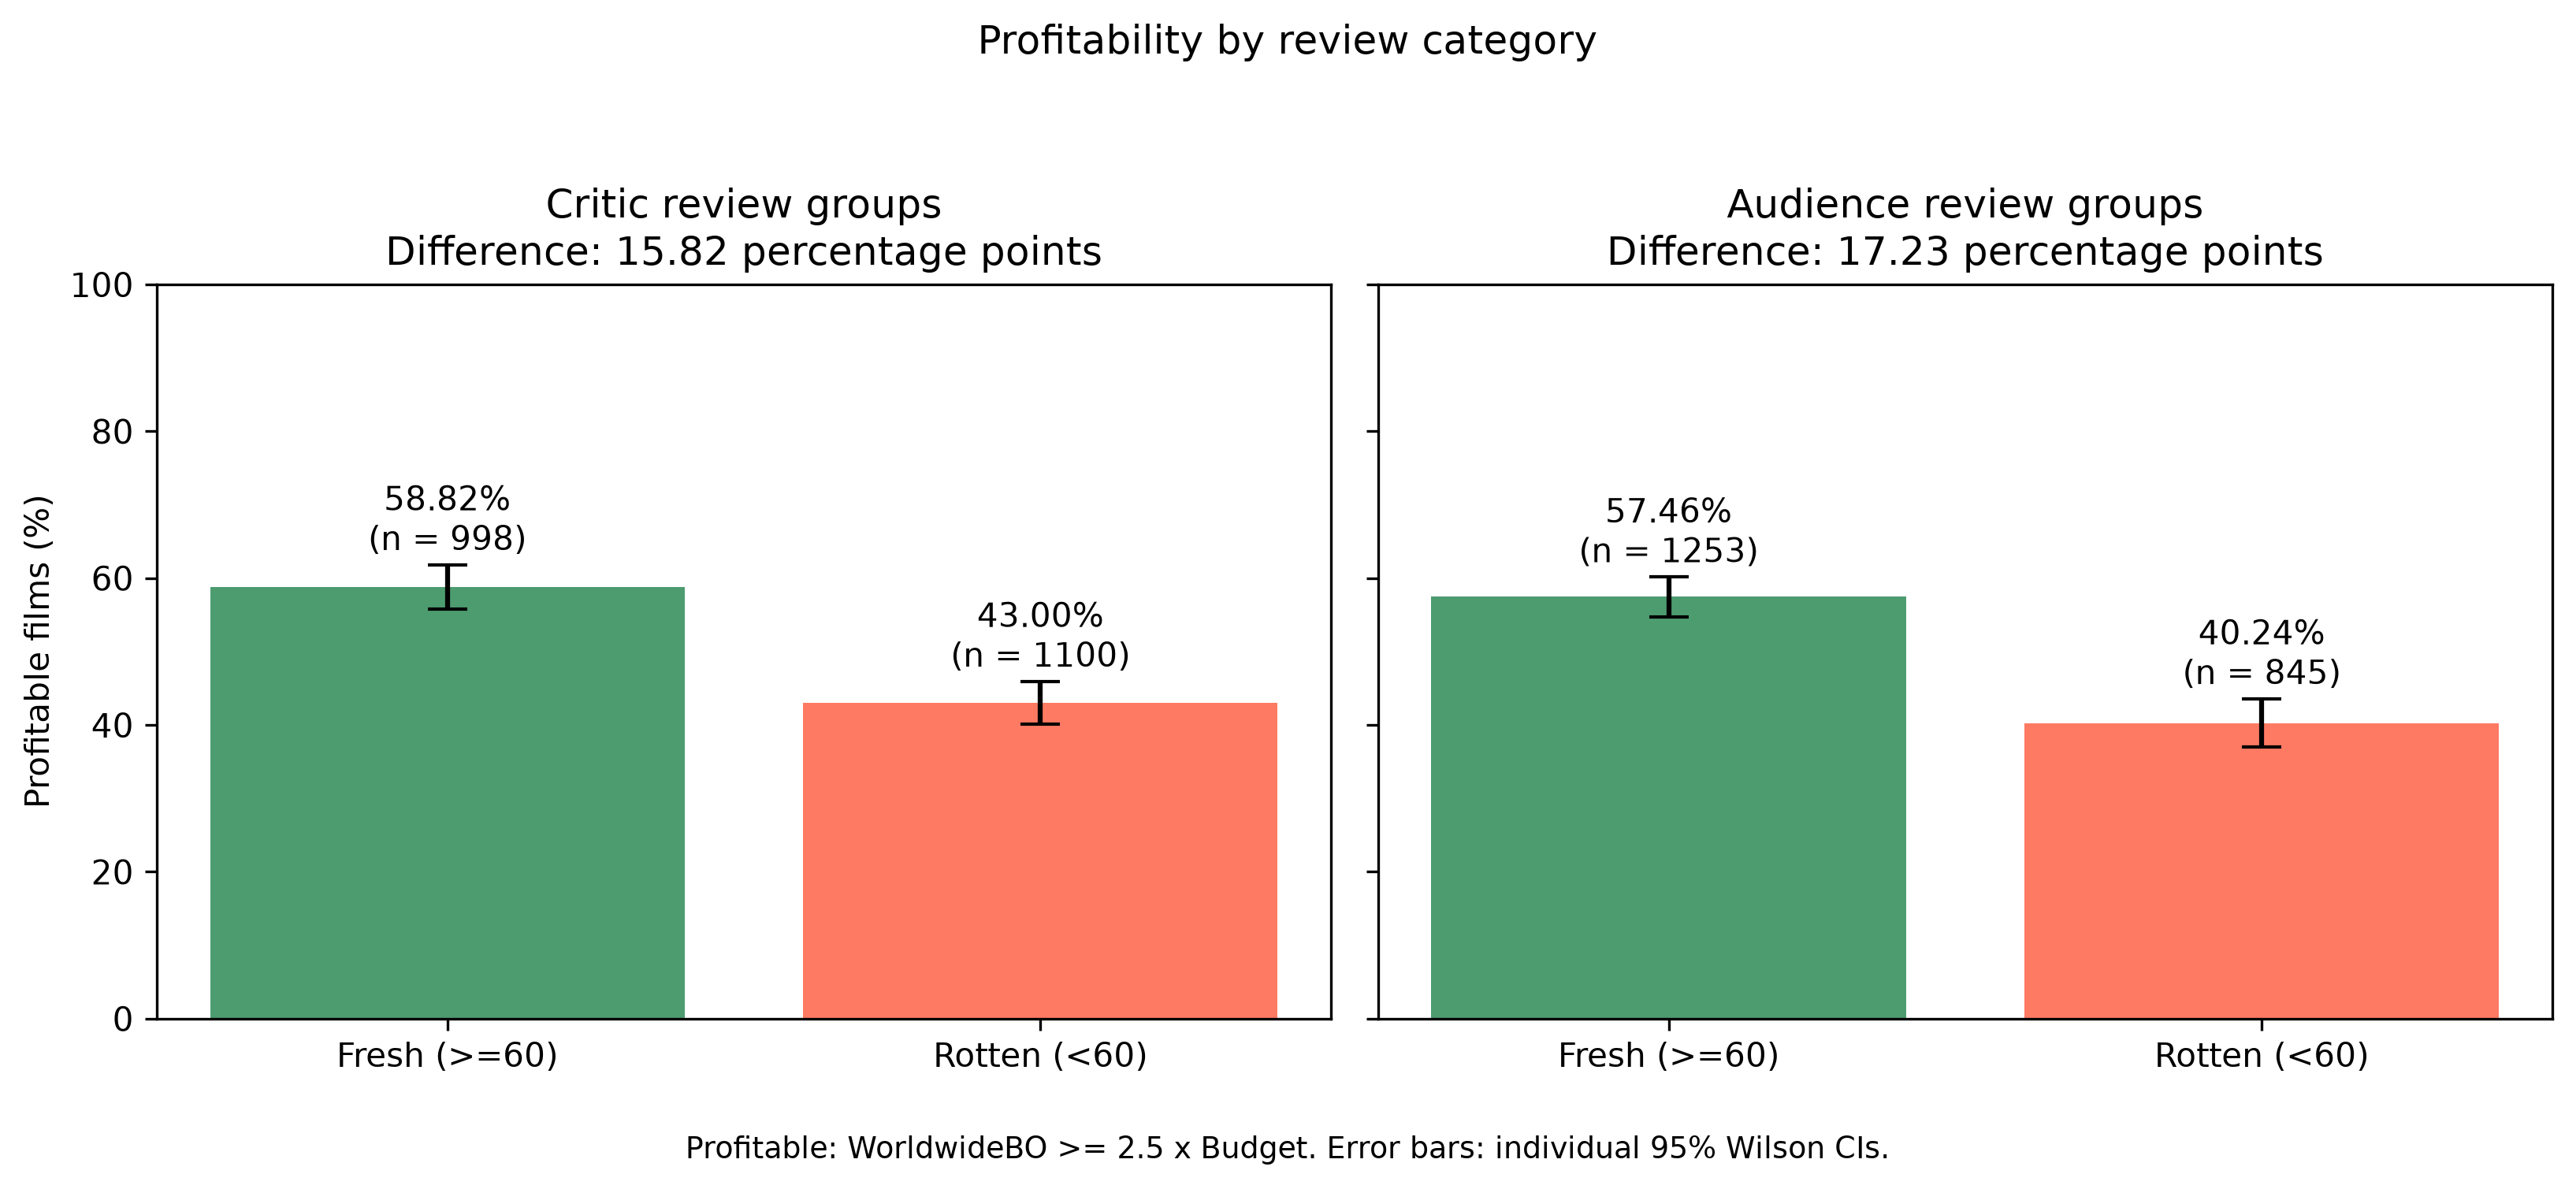 Profitability by review category
Critic review groups
Difference: 15.82 percentage points
Profitable films (%)
100
80
60
40
20
0
58.82%
(n = 998)
43.00%
(n = 1100)
Fresh (>=60)
Rotten (<60)
Audience review groups
Difference: 17.23 percentage points
57.46%
(n = 1253)
40.24%
(n = 845)
Fresh (>=60)
Rotten (<60)
Profitable: WorldwideBO >= 2.5 x Budget. Error bars: individual 95% Wilson CIs.